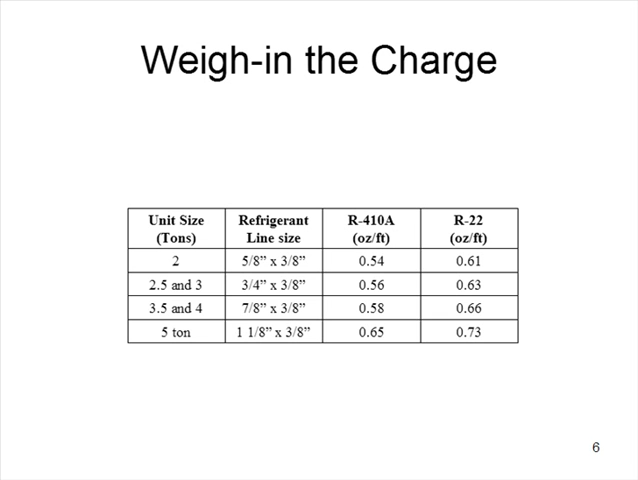 Weigh-in the Charge
Unit Size (Tons) Refrigerant Line size R-410A (oz/ft) R-22 (oz/ft)
2 5/8” x 3/8” 0.54 0.61
2.5 and 3 3/4” x 3/8” 0.56 0.63
3.5 and 4 7/8” x 3/8” 0.58 0.66
5 ton 1 1/8” x 3/8” 0.65 0.73
6